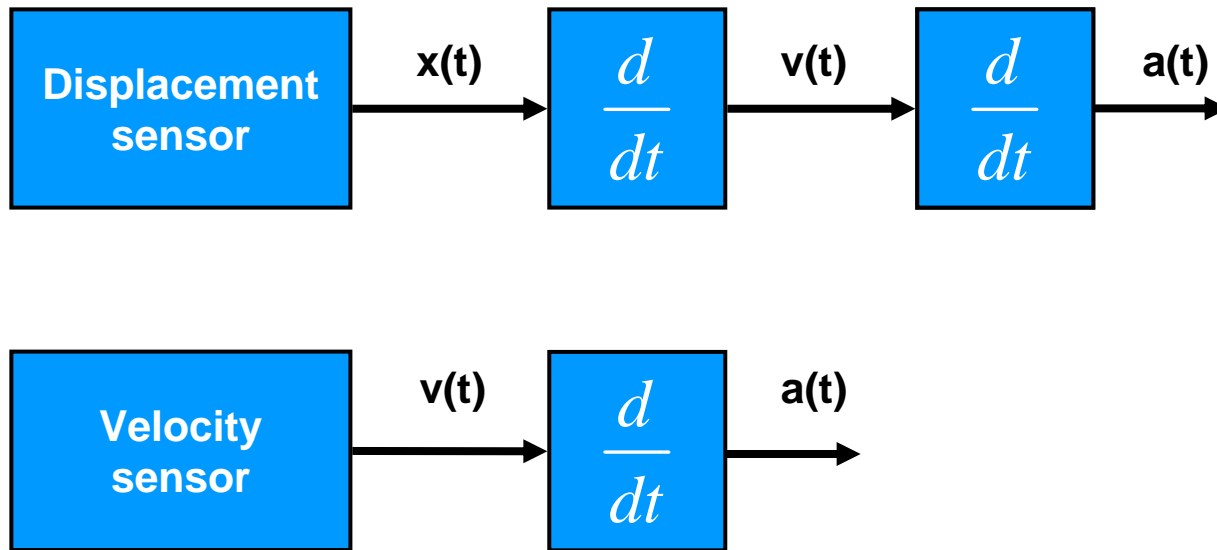 Displacement
sensor
x(t)
d
dt
v(t)
d
dt
a(t)
Velocity
sensor
v(t)
d
dt
a(t)